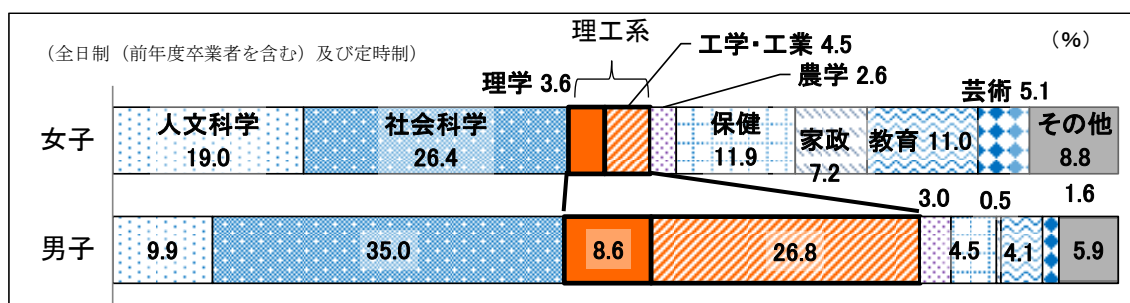 理工系
（全日制（前年度卒業者を含む）及び定時制）
（%）
工学・工業 4.5
理学 3.6
農学 2.6
芸術 5.1
女子
人文科学
19.0
社会科学
26.4
保健
11.9
家政
7.2
教育 11.0
その他
8.8
3.0
0.5
1.6
男子
9.9
35.0
8.6
26.8
4.5
4.1
5.9